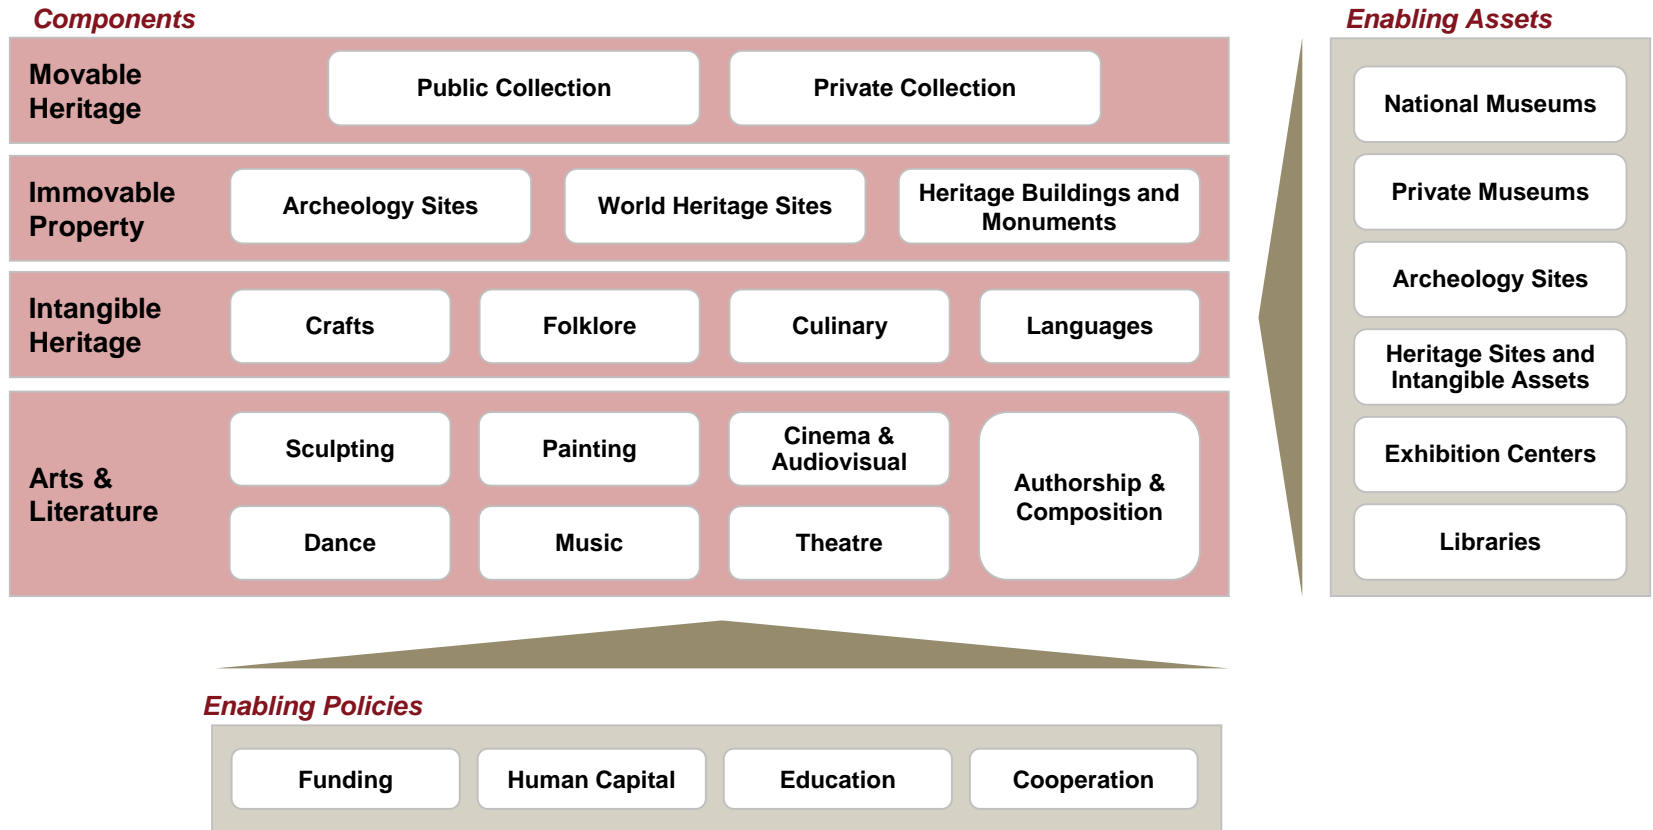 Components
Movable
Heritage
Public Collection
Private Collection
Immovable
Property
Archeology Sites
World Heritage Sites
Heritage Buildings and
Monuments
Intangible
Heritage
Crafts
Folklore
Culinary
Languages
Arts &
Literature
Sculpting
Painting
Cinema &
Audiovisual
Authorship &
Composition
Dance
Music
Theatre
Enabling Assets
National Museums
Private Museums
Archeology Sites
Heritage Sites and
Intangible Assets
Exhibition Centers
Libraries
Enabling Policies
Funding
Human Capital
Education
Cooperation